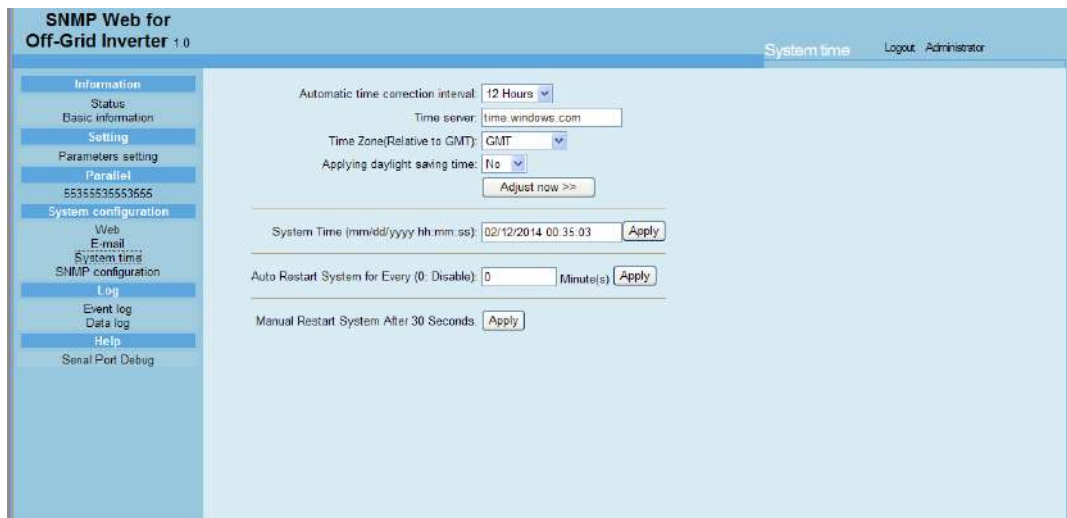 SNMP Web for
Off-Grid Inverter 1.0
System time
Logout Administrator
Information
Status
Basic information
Setting
Parameters setting
Parallel
55355535553555
System configuration
Web
E-mail
System time
SNMP configuration
Log
Event log
Data log
Help
Serial Port Debug
Automatic time correction interval: 12 Hours
Time server: time.windows.com
Time Zone(Relative to GMT): GMT
Applying daylight saving time: No
Adjust now >>
System Time (mm/dd/yyyy hh:mm:ss): 02/12/2014 00:35:03 Apply
Auto Restart System for Every (0: Disable): 0 Minute(s) Apply
Manual Restart System After 30 Seconds. Apply